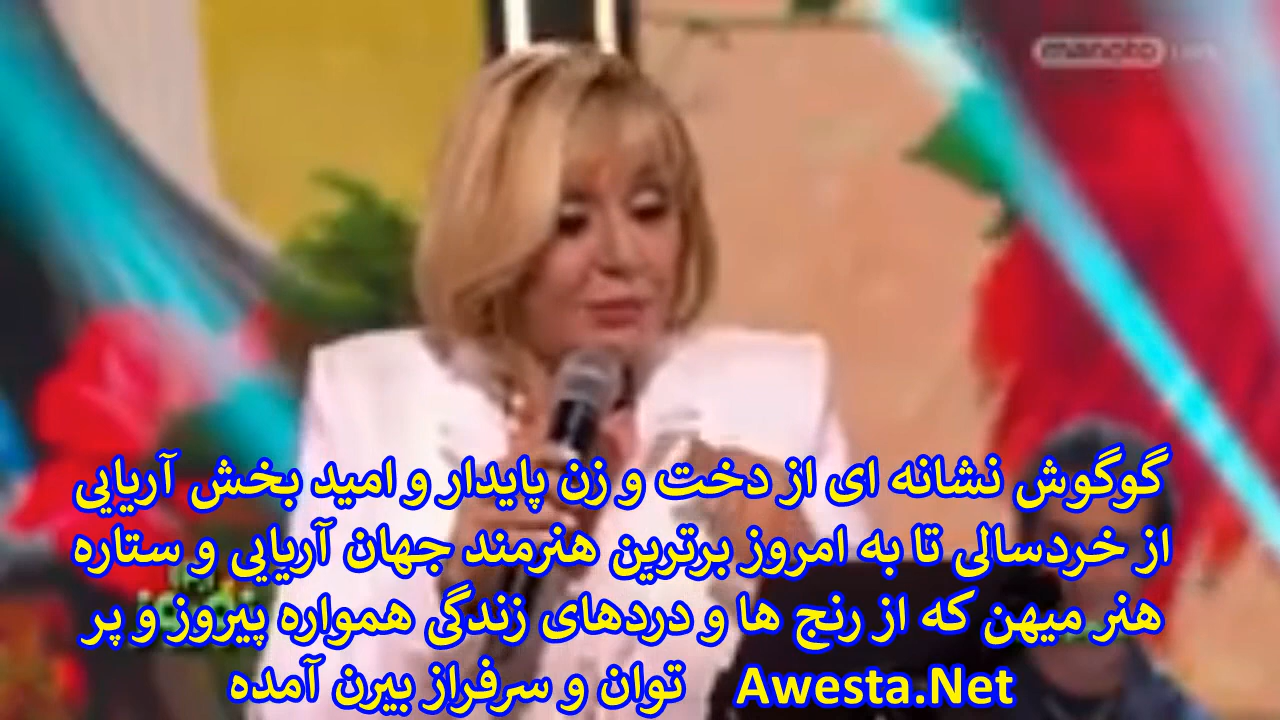 manoto
گوگوش نشانه ای از دخت و زن پایدار و امید بخش آریایی
از خردسالی تا به امروز برترین هنرمند جهان آریایی و ستاره
هنر میهن که از رنج ها و دردهای زندگی همواره پیروز و پر
توان و سرفراز بیرن آمده Awesta.Net